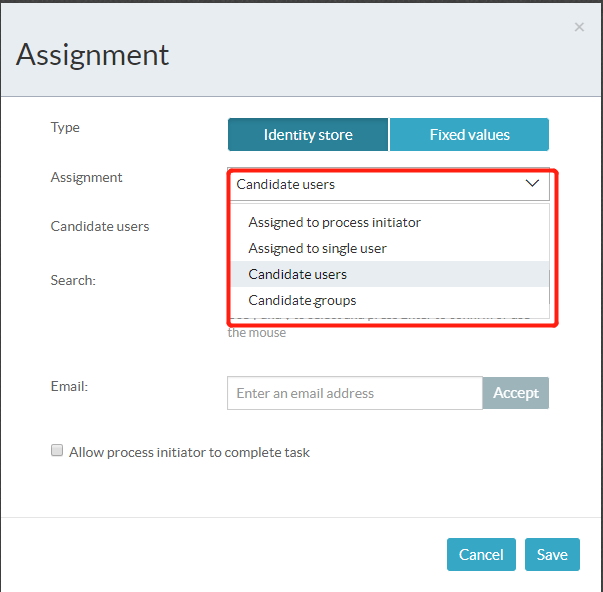 ×
Assignment
Type
Identity store
Fixed values
Assignment
Candidate users
Assigned to process initiator
Assigned to single user
Candidate users
Candidate groups
Candidate users
Search:
the mouse
Email:
Enter an email address
Accept
Allow process initiator to complete task
Cancel
Save